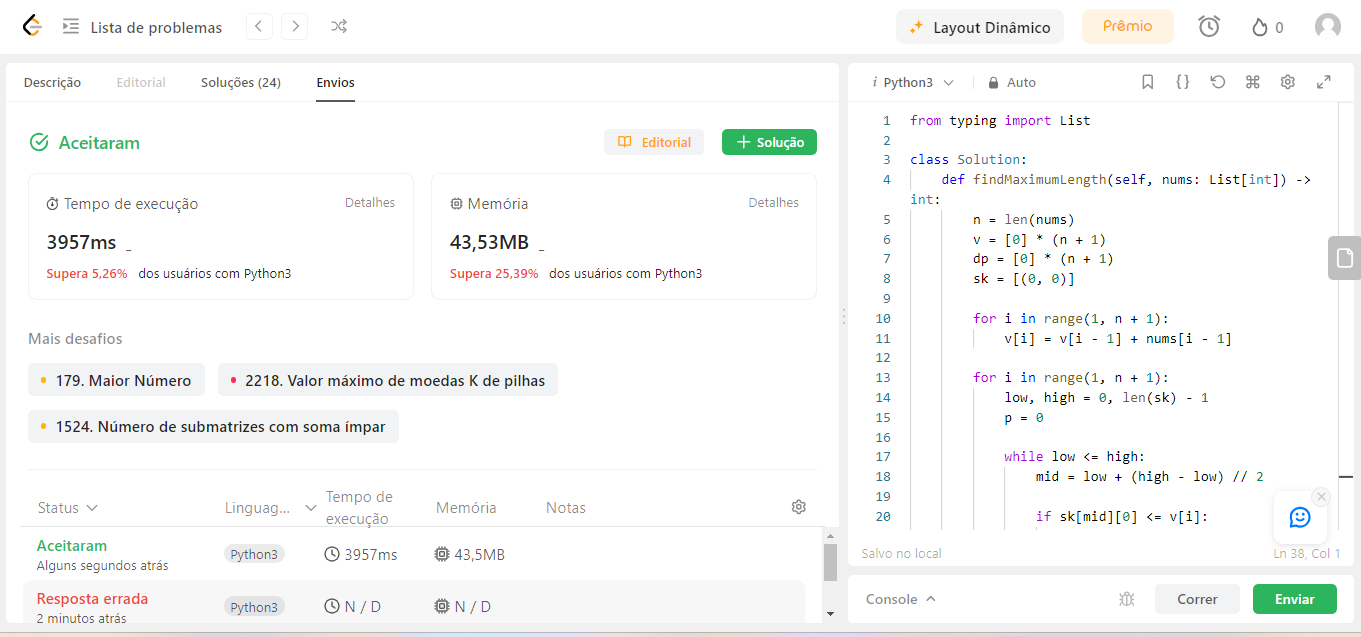 Lista de problemas
Layout Dinâmico
Prêmio
0
Descrição
Editorial
Soluções (24)
Envios
Aceitaram
Editorial
Solução
Tempo de execução
Detalhes
3957ms
Supera 5,26% dos usuários com Python3
Memória
Detalhes
43,53MB
Supera 25,39% dos usuários com Python3
Mais desafios
179. Maior Número
2218. Valor máximo de moedas K de pilhas
1524. Número de submatrizes com soma ímpar
Status
Linguag...
Tempo de
execução
Memória
Notas
Aceitaram
Alguns segundos atrás
Python3
3957ms
43,5MB
Resposta errada
2 minutos atrás
Python3
N / D
N / D
i Python3
Auto
1 from typing import List
2
3 class Solution:
4 def findMaximumLength(self, nums: List[int]) ->
int:
5 n = len(nums)
6 v = [0] * (n + 1)
7 dp = [0] * (n + 1)
8 sk = [(0, 0)]
9
10 for i in range(1, n + 1):
11 v[i] = v[i - 1] + nums[i - 1]
12
13 for i in range(1, n + 1):
14 low, high = 0, len(sk) - 1
15 p = 0
16
17 while low <= high:
18 mid = low + (high - low) // 2
19
20 if sk[mid][0] <= v[i]:
Salvo no local
Ln 38, Col 1
Console
Correr
Enviar